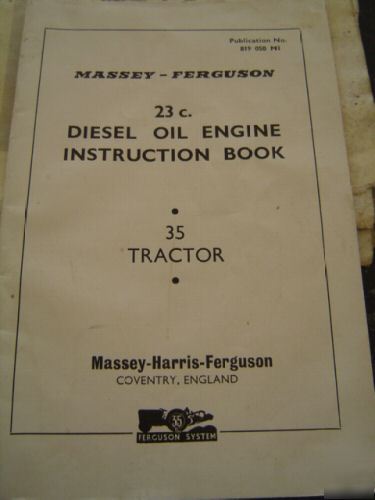 Publication No.
819 050 M1
MASSEY - FERGUSON
23 c.
DIESEL OIL ENGINE
INSTRUCTION BOOK
35
TRACTOR
Massey-Harris-Ferguson
COVENTRY, ENGLAND
35
FERGUSON SYSTEM